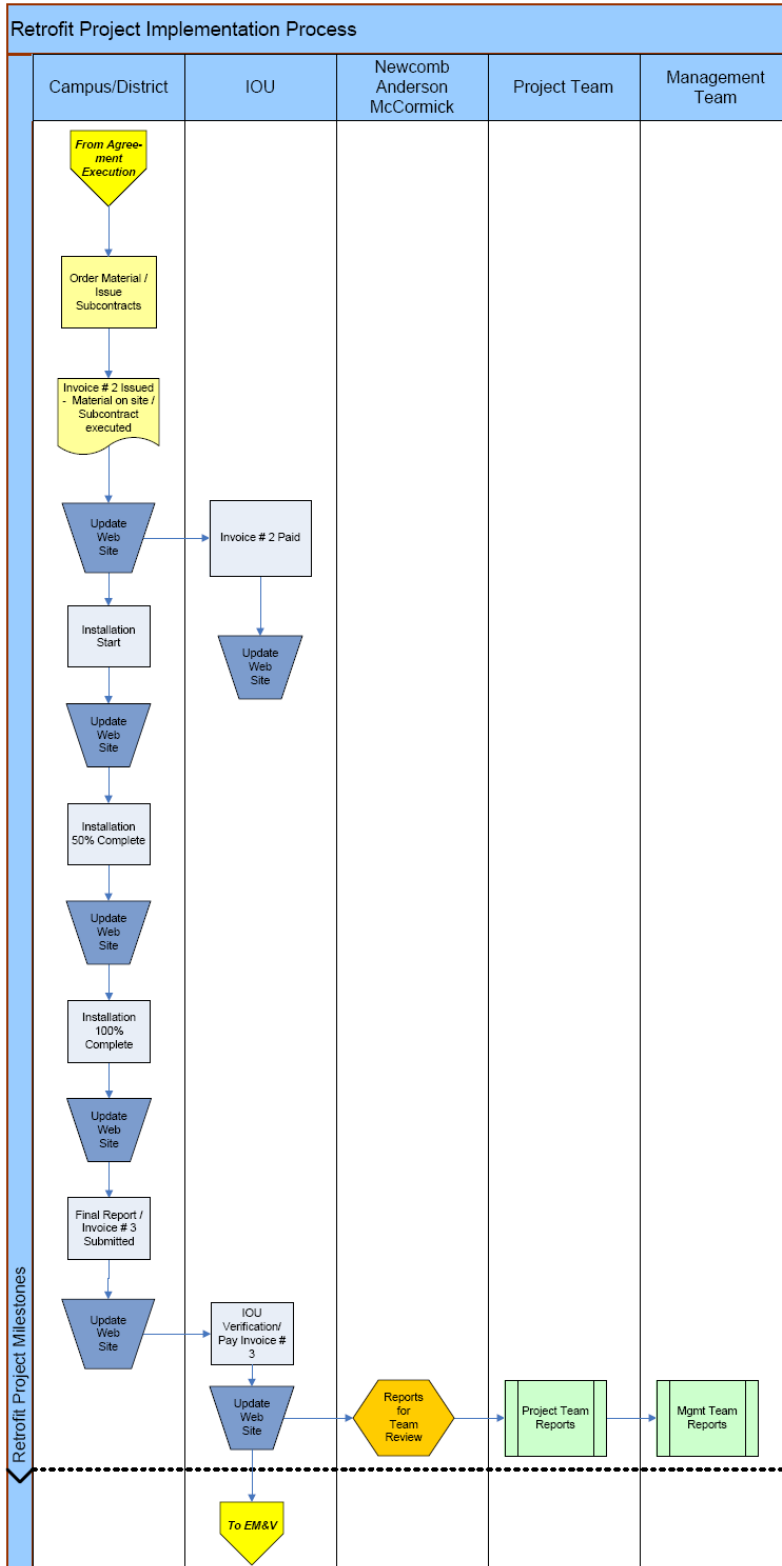 Retrofit Project Implementation Process
Campus/District
IOU
Newcomb
Anderson
McCormick
Project Team
Management
Team
From Agree-
ment
Execution
Order Material /
Issue
Subcontracts
Invoice # 2 Issued
- Material on site /
Subcontract
executed
Update
Web
Site
Invoice # 2 Paid
Installation
Start
Update
Web
Site
Update
Web
Site
Installation
50% Complete
Update
Web
Site
Installation
100%
Complete
Update
Web
Site
Final Report /
Invoice # 3
Submitted
Update
Web
Site
IOU
Verification/
Pay Invoice #
3
Update
Web
Site
Reports
for
Team
Review
Project Team
Reports
Mgmt Team
Reports
To EM&V
Retrofit Project Milestones